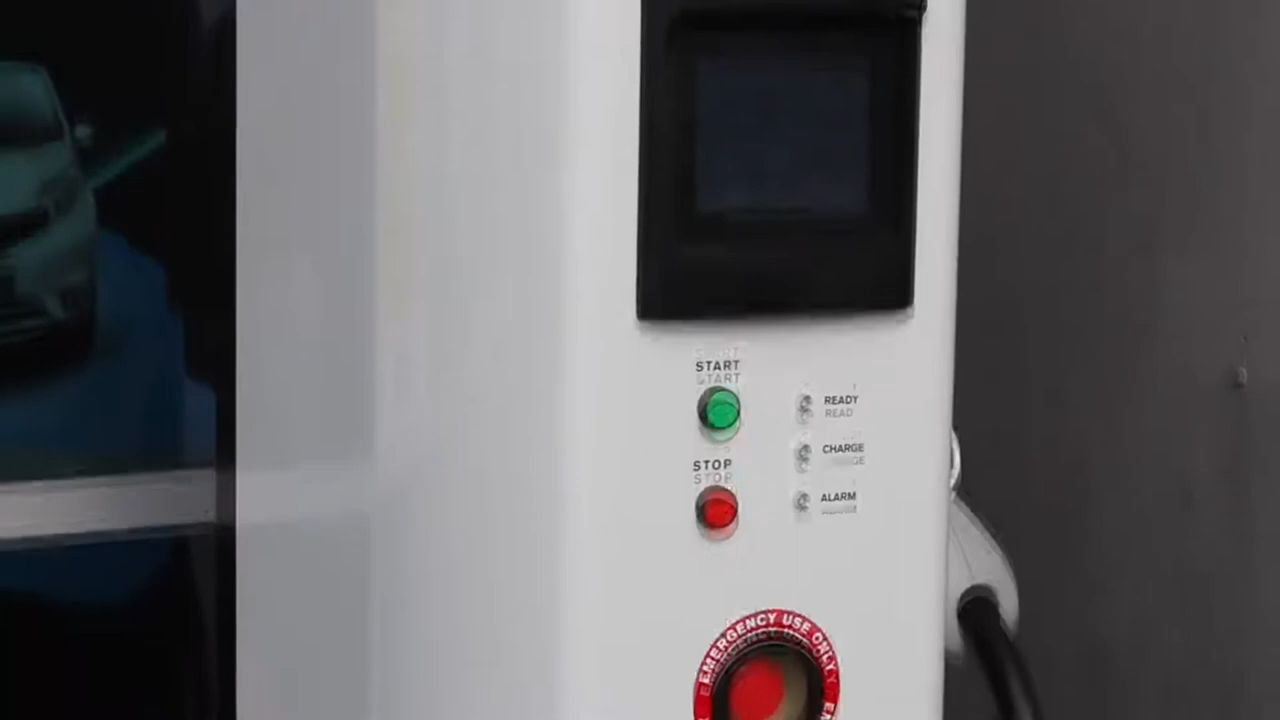 START
READY
CHARGE
STOP
ALARM
EMERGENCY USE ONLY